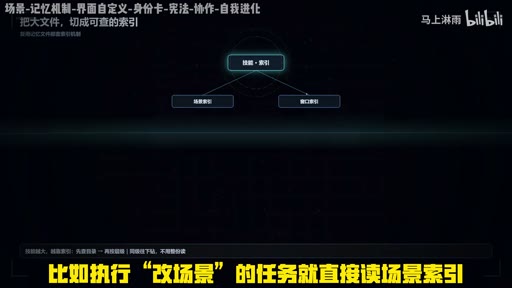 场景-记忆机制-界面自定义-身份卡-宪法-协作-自我进化
把大文件，切成可查的索引
马上淋雨 bilibili
技能·索引
场景索引
窗口索引
比如执行“改场景”的任务就直接读场景索引